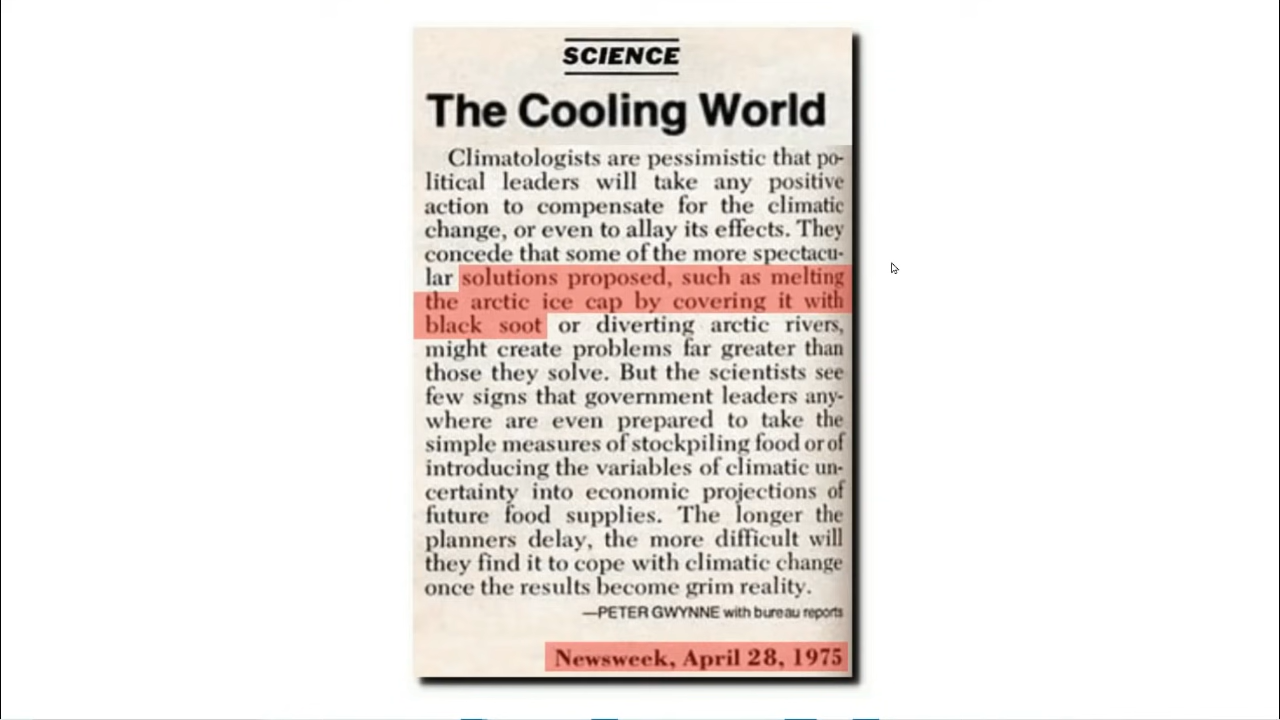 SCIENCE
The Cooling World
Climatologists are pessimistic that po-
litical leaders will take any positive
action to compensate for the climatic
change, or even to allay its effects. They
concede that some of the more spectacu-
lar solutions proposed, such as melting
the arctic ice cap by covering it with
black soot or diverting arctic rivers,
might create problems far greater than
those they solve. But the scientists see
few signs that government leaders any-
where are even prepared to take the
simple measures of stockpiling food or of
introducing the variables of climatic un-
certainty into economic projections of
future food supplies. The longer the
planners delay, the more difficult will
they find it to cope with climatic change
once the results become grim reality.
—PETER GWYNNE with bureau reports
Newsweek, April 28, 1975